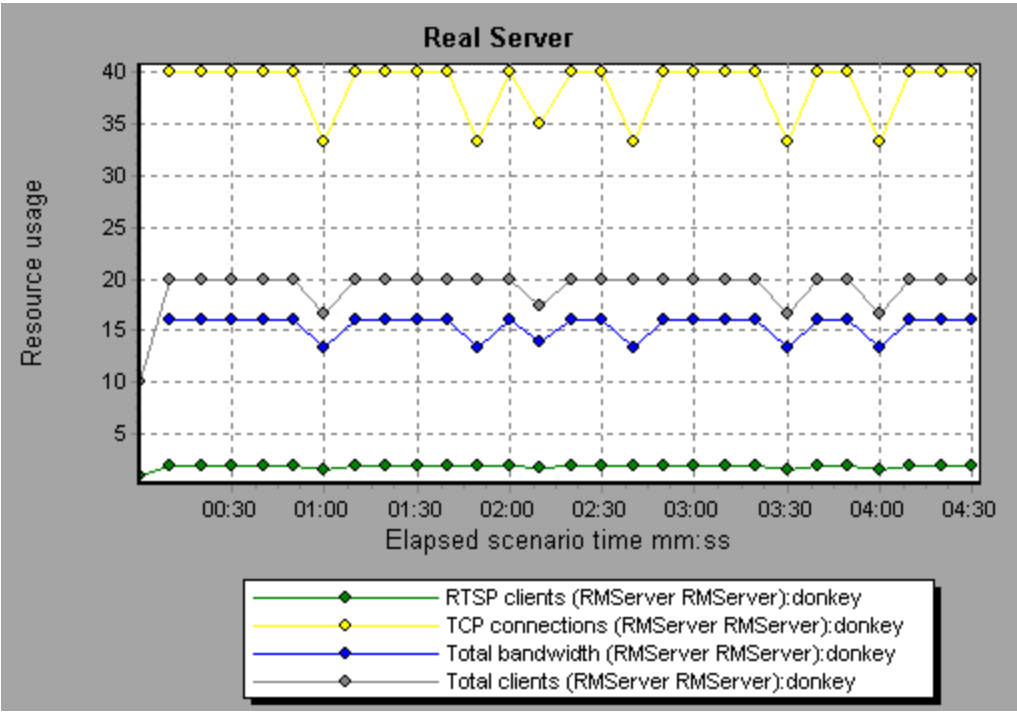 Real Server
Resource usage
40
35
30
25
20
15
10
5
00:30 01:00 01:30 02:00 02:30 03:00 03:30 04:00 04:30
Elapsed scenario time mm:ss
RTSP clients (RMServer RMServer):donkey
TCP connections (RMServer RMServer):donkey
Total bandwidth (RMServer RMServer):donkey
Total clients (RMServer RMServer):donkey